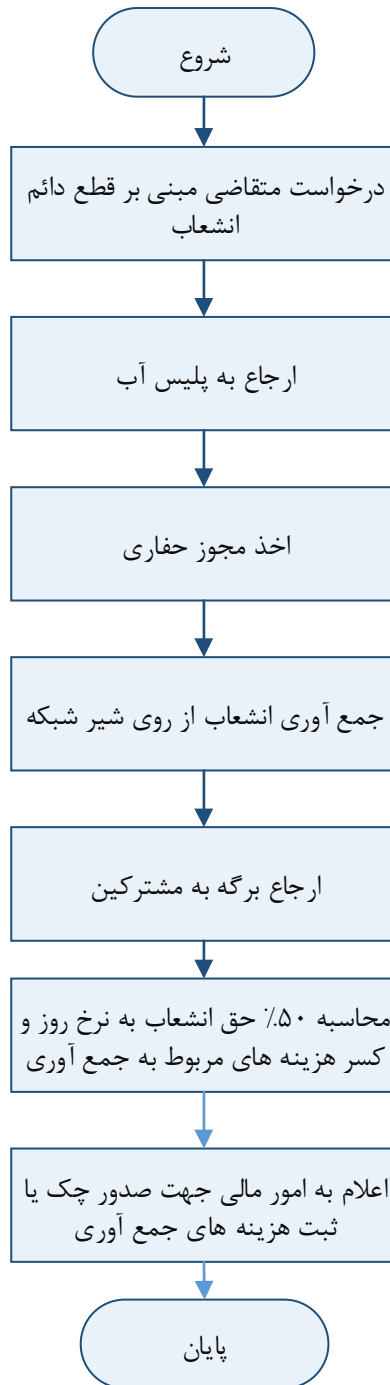 شروع
درخواست متقاضی مبنی بر قطع دائم
انشعاب
ارجاع به پلیس آب
اخذ مجوز حفاری
جمع آوری انشعاب از روی شیر شبکه
ارجاع برگه به مشترکین
محاسبه ۵۰٪ حق انشعاب به نرخ روز و
کسر هزینه های مربوط به جمع آوری
اعلام به امور مالی جهت صدور چک یا
ثبت هزینه های جمع آوری
پایان